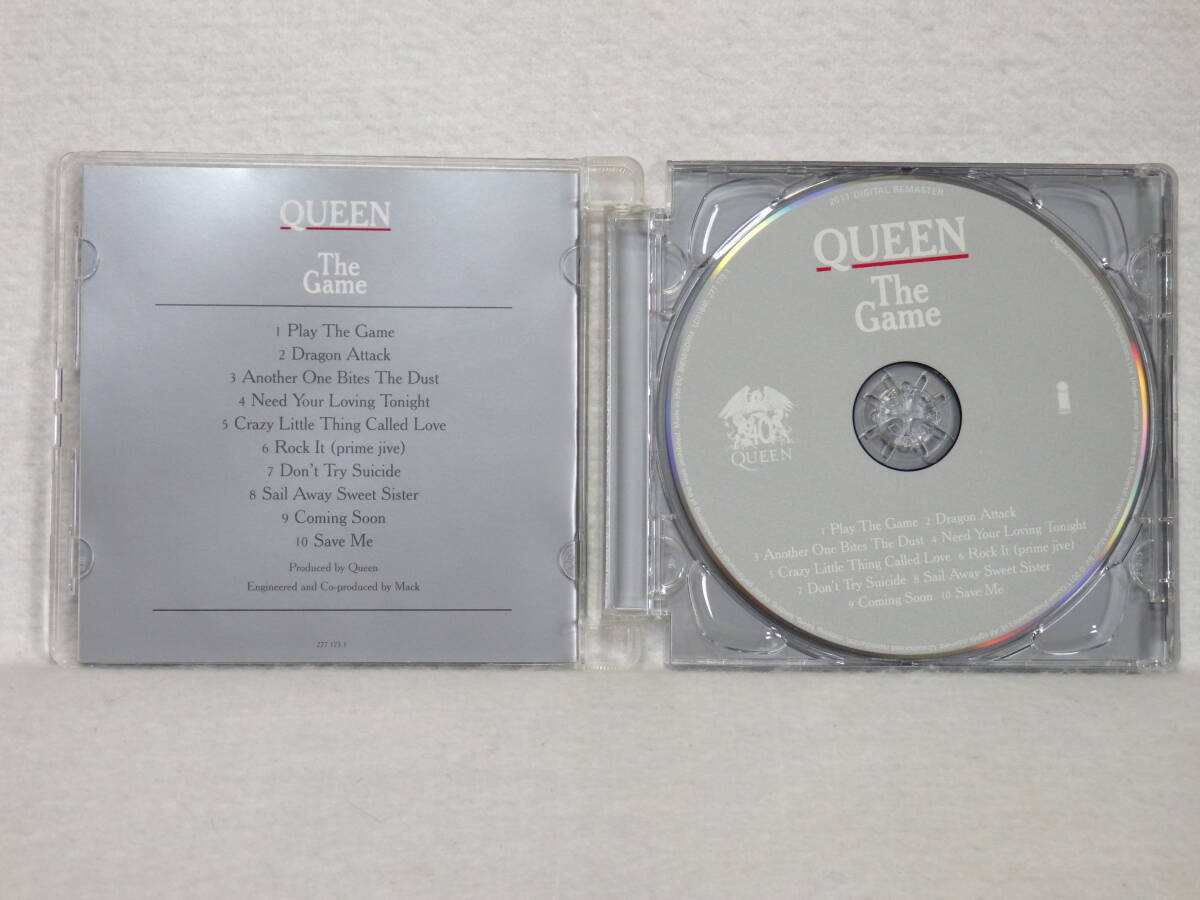 QUEEN
The
Game
1 Play The Game
2 Dragon Attack
3 Another One Bites The Dust
4 Need Your Loving Tonight
5 Crazy Little Thing Called Love
6 Rock It (prime jive)
7 Don't Try Suicide
8 Sail Away Sweet Sister
9 Coming Soon
10 Save Me
Produced by Queen
Engineered and Co-produced by Mack
277 175 1
2011 DIGITAL REMASTER
QUEEN
The
Game
40
QUEEN
i
1 Play The Game 2 Dragon Attack
3 Another One Bites The Dust 4 Need Your Loving Tonight
5 Crazy Little Thing Called Love 6 Rock It (prime jive)
7 Don't Try Suicide 8 Sail Away Sweet Sister
9 Coming Soon 10 Save Me